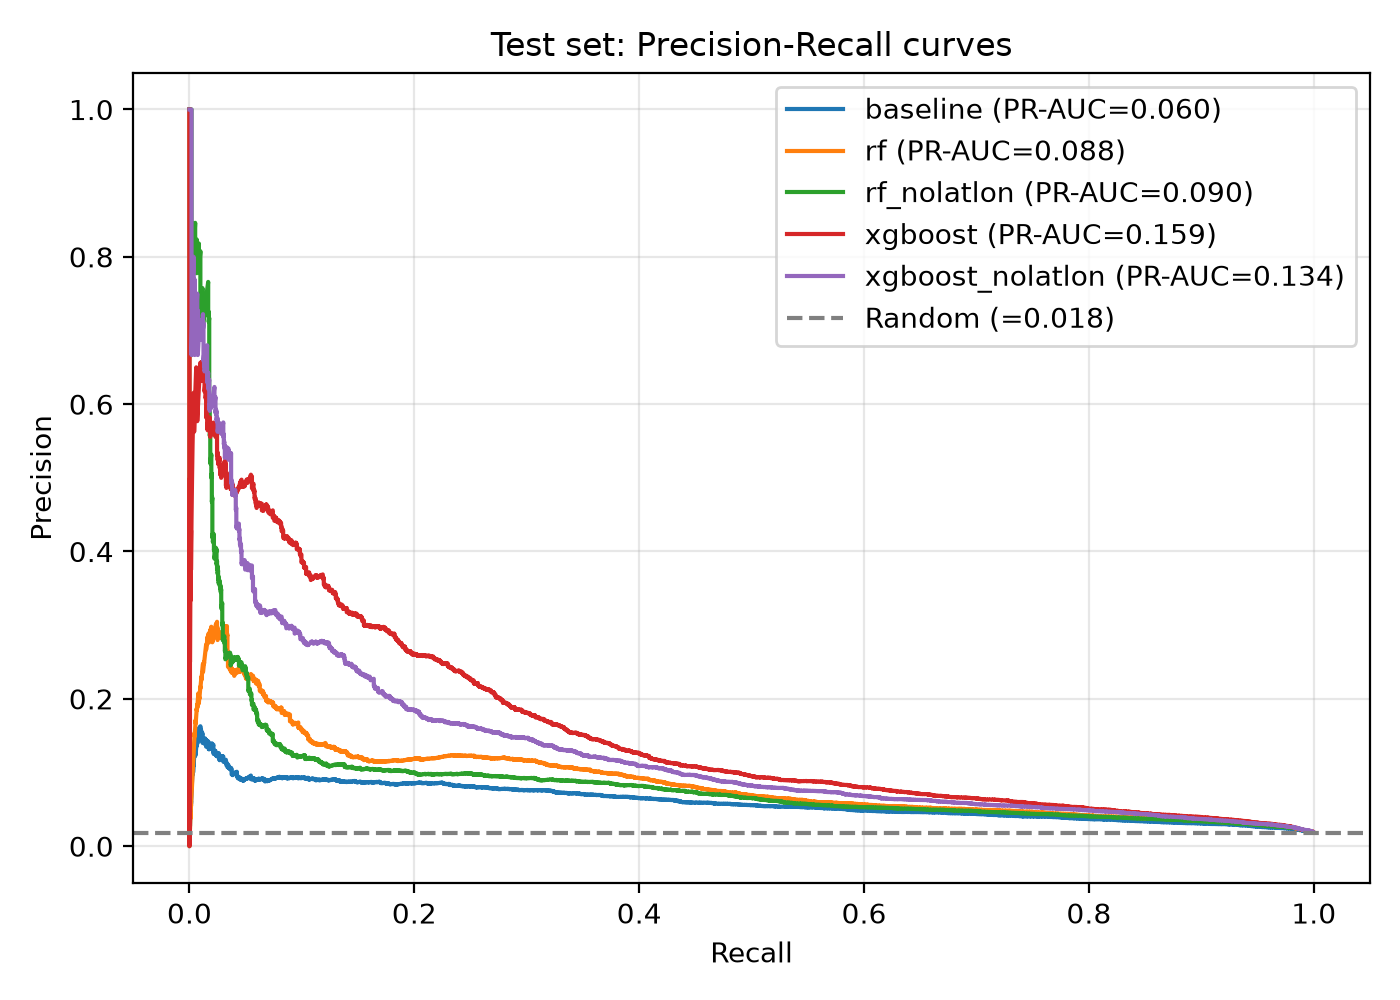 Test set: Precision-Recall curves
baseline (PR-AUC=0.060)
rf (PR-AUC=0.088)
rf_nolatlon (PR-AUC=0.090)
xgboost (PR-AUC=0.159)
xgboost_nolatlon (PR-AUC=0.134)
Random (=0.018)
Precision
1.0
0.8
0.6
0.4
0.2
0.0
0.0 0.2 0.4 0.6 0.8 1.0
Recall